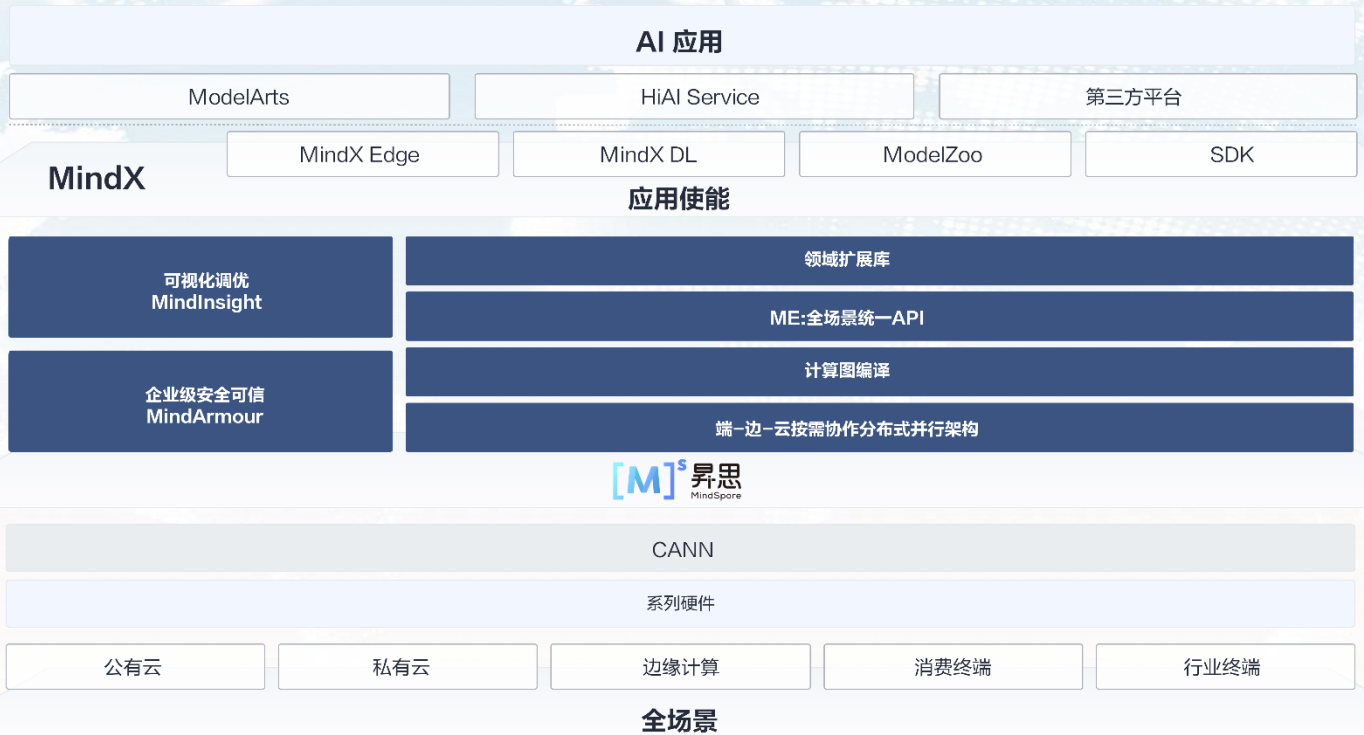 AI 应用
ModelArts
HiAI Service
第三方平台
MindX Edge
MindX DL
ModelZoo
SDK
MindX
应用使能
可视化调优
MindInsight
领域扩展库
ME:全场景统一API
企业级安全可信
MindArmour
计算图编译
端-边-云按需协作分布式并行架构
[M]s 昇思
MindSpore
CANN
系列硬件
公有云
私有云
边缘计算
消费终端
行业终端
全场景